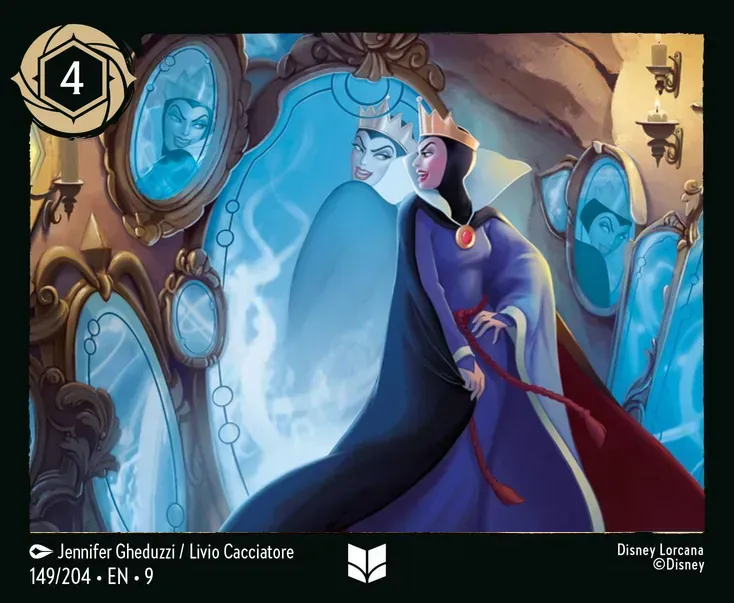 4
Jennifer Gheduzzi / Livio Cacciatore
149/204 • EN • 9
Disney Lorcana
©Disney